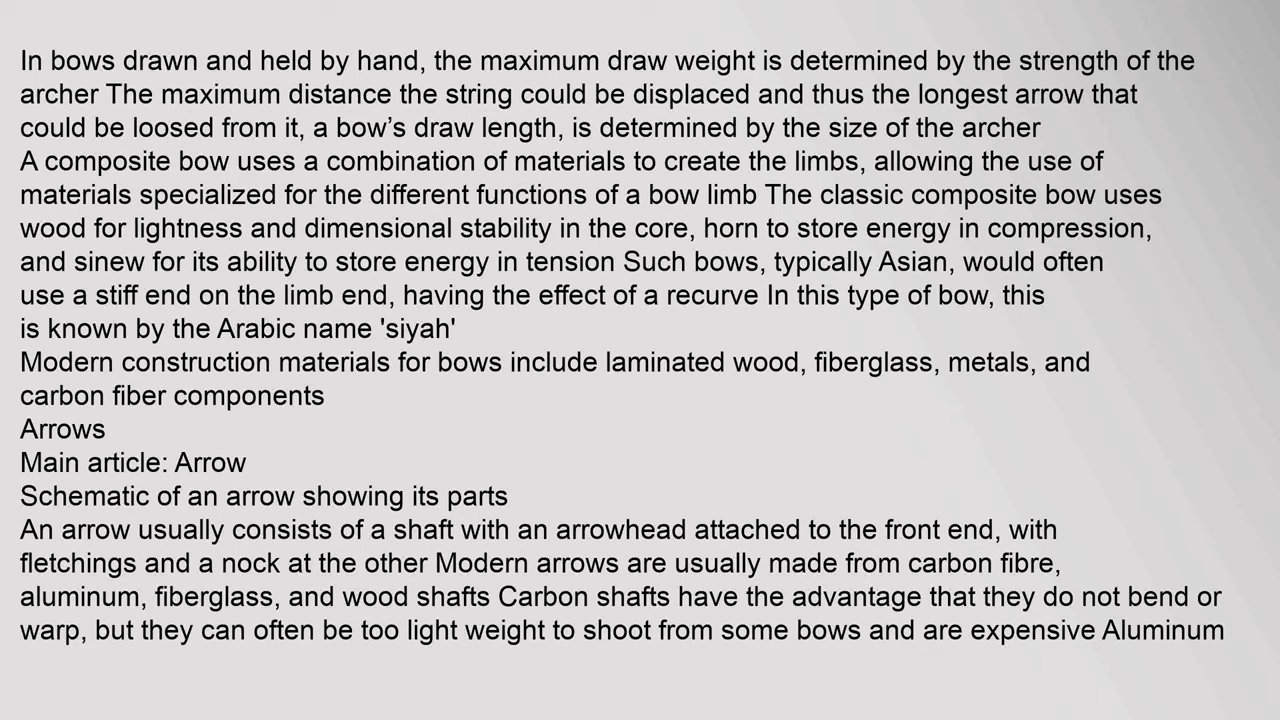 In bows drawn and held by hand, the maximum draw weight is determined by the strength of the
archer The maximum distance the string could be displaced and thus the longest arrow that
could be loosed from it, a bow’s draw length, is determined by the size of the archer
A composite bow uses a combination of materials to create the limbs, allowing the use of
materials specialized for the different functions of a bow limb The classic composite bow uses
wood for lightness and dimensional stability in the core, horn to store energy in compression,
and sinew for its ability to store energy in tension Such bows, typically Asian, would often
use a stiff end on the limb end, having the effect of a recurve In this type of bow, this
is known by the Arabic name 'siyah'
Modern construction materials for bows include laminated wood, fiberglass, metals, and
carbon fiber components
Arrows
Main article: Arrow
Schematic of an arrow showing its parts
An arrow usually consists of a shaft with an arrowhead attached to the front end, with
fletchings and a nock at the other Modern arrows are usually made from carbon fibre,
aluminum, fiberglass, and wood shafts Carbon shafts have the advantage that they do not bend or
warp, but they can often be too light weight to shoot from some bows and are expensive Aluminum